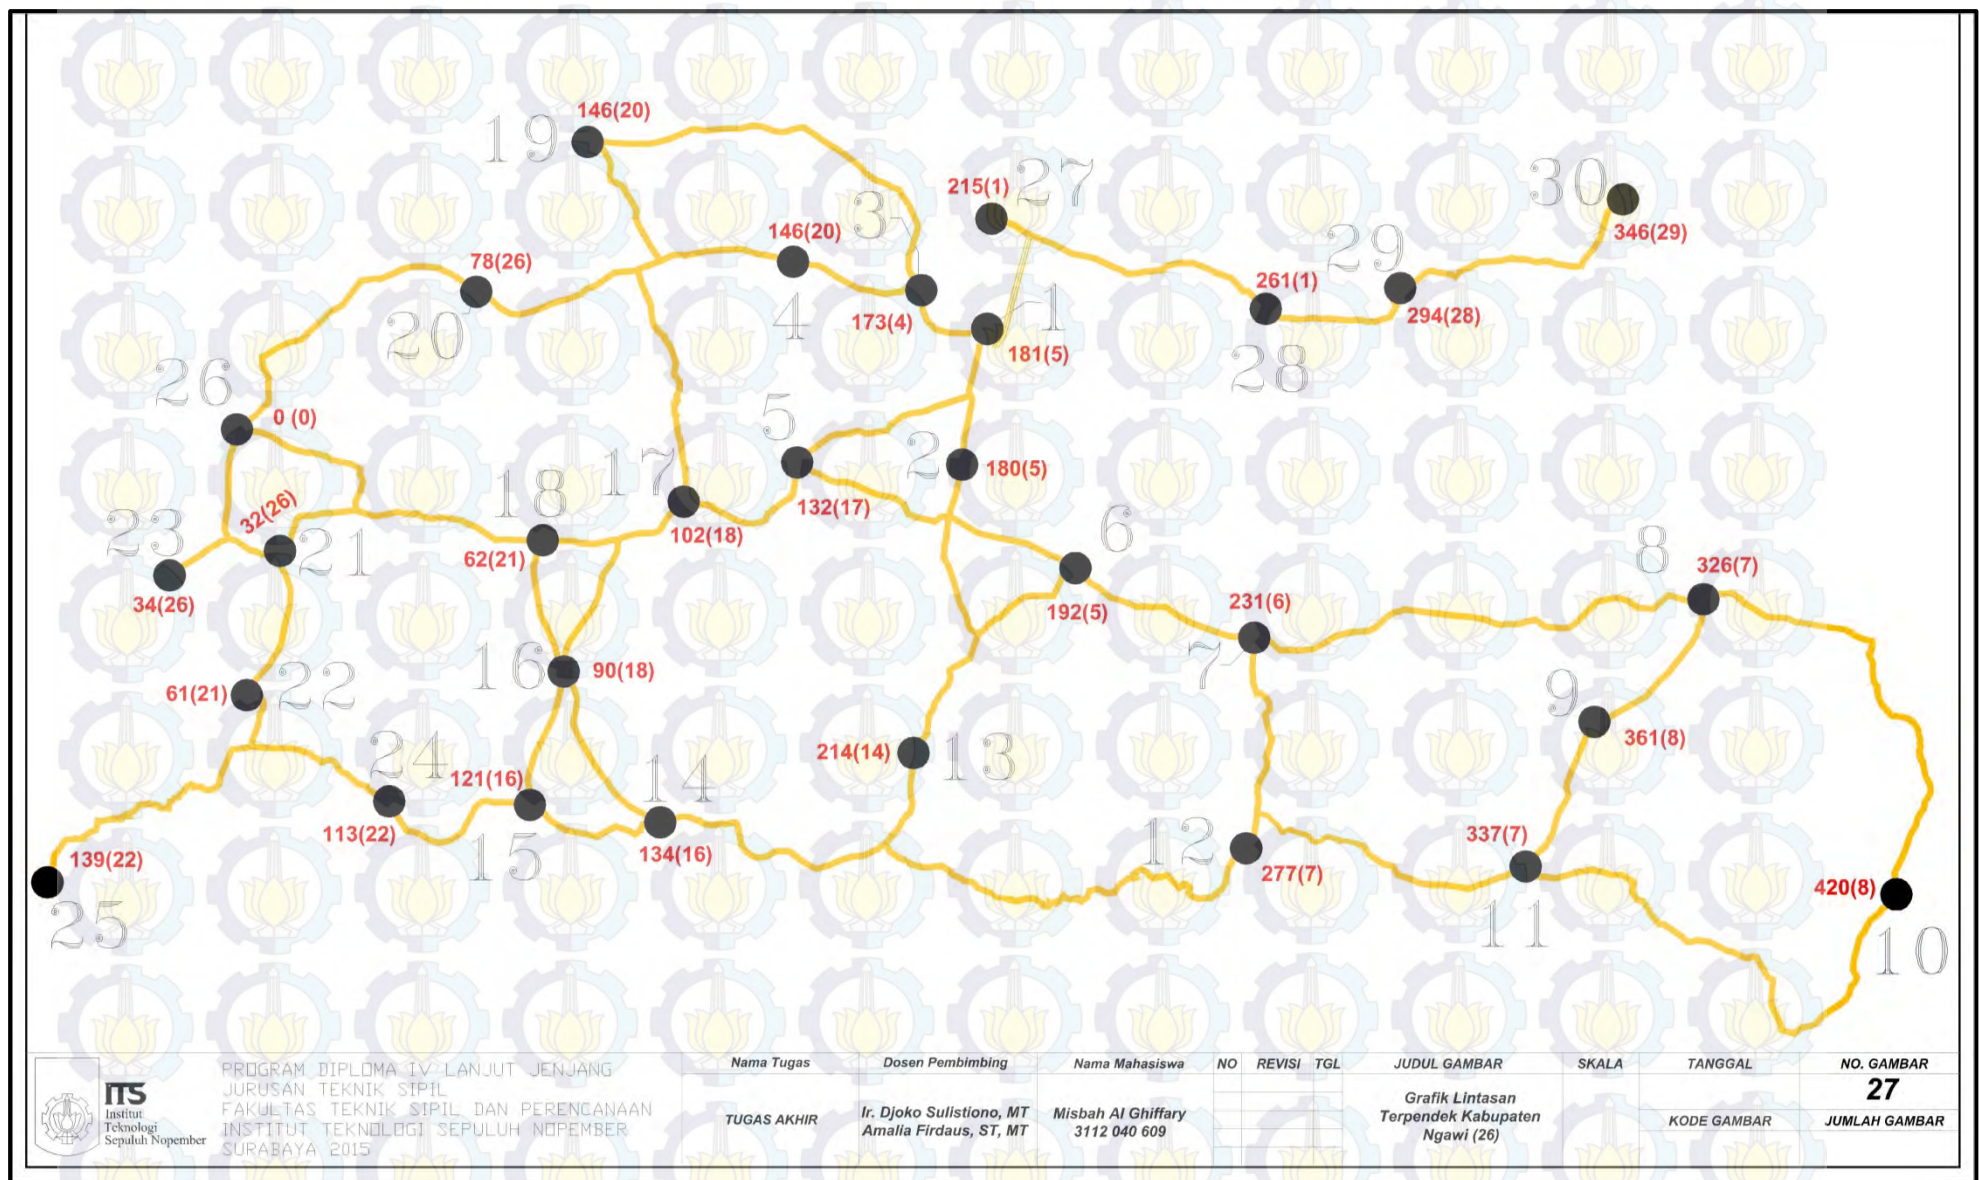 146(20)
19
30
27
215(1)
3
346(29)
146(20)
29
78(26)
261(1)
1
294(28)
173(4)
4
20
181(5)
28
26
5
0 (0)
2
180(5)
17
18
132(17)
6
32(26)
102(18)
23
21
62(21)
8
326(7)
34(26)
192(5)
231(6)
7
16
90(18)
22
61(21)
9
361(8)
24
214(14)
13
121(16)
14
113(22)
337(7)
12
15
134(16)
139(22)
277(7)
420(8)
25
11
10
ITS
Institut
Teknologi
Sepuluh Nopember
PROGRAM DIPLOMA IV LANJUT JENJANG
JURUSAN TEKNIK SIPIL
FAKULTAS TEKNIK SIPIL DAN PERENCANAAN
INSTITUT TEKNOLOGI SEPULUH NOPEMBER
SURABAYA 2015
Nama Tugas
TUGAS AKHIR
Dosen Pembimbing
Ir. Djoko Sulistiono, MT
Amalia Firdaus, ST, MT
Nama Mahasiswa
Misbah Al Ghiffary
3112 040 609
NO REVISI TGL
JUDUL GAMBAR
Grafik Lintasan
Terpendek Kabupaten
Ngawi (26)
SKALA
TANGGAL
KODE GAMBAR
NO. GAMBAR
27
JUMLAH GAMBAR